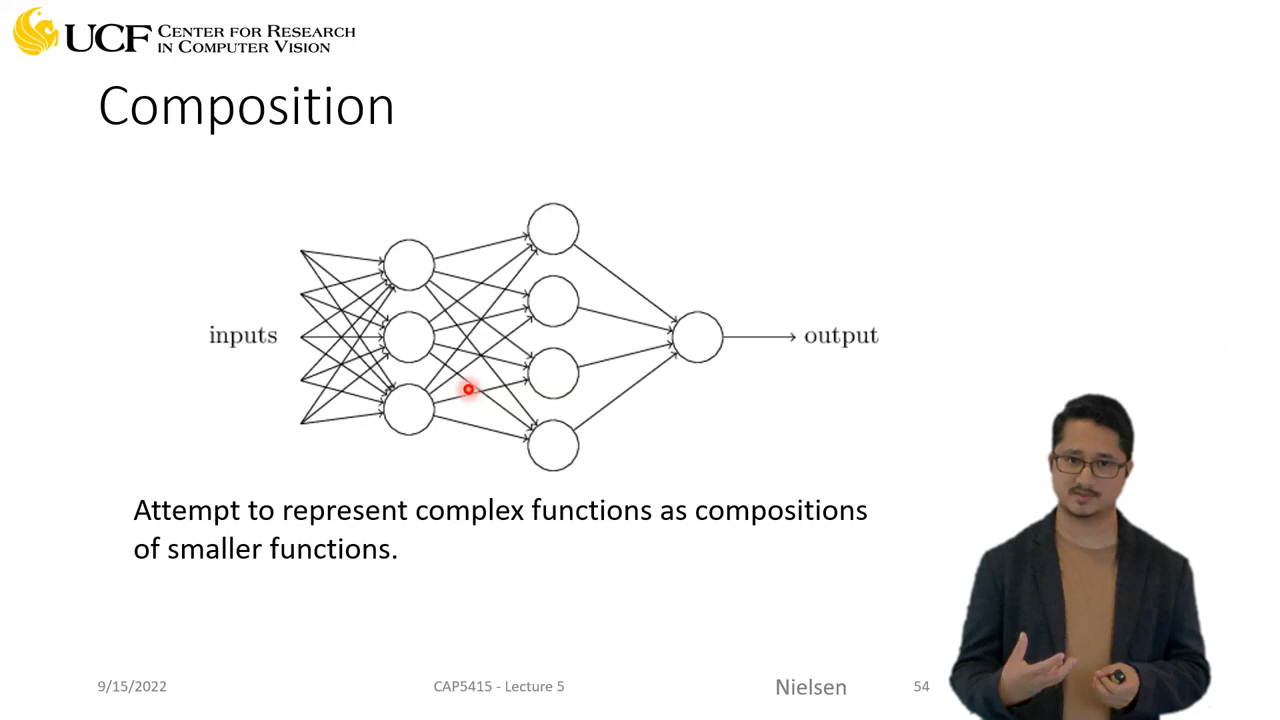 UCF CENTER FOR RESEARCH
IN COMPUTER VISION
Composition
inputs
output
Attempt to represent complex functions as compositions
of smaller functions.
9/15/2022
CAP5415 - Lecture 5
Nielsen
54